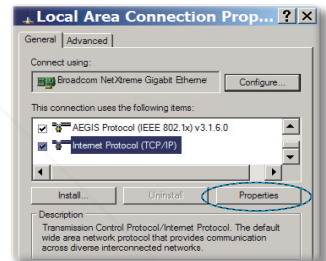 Local Area Connection Prop...
General Advanced
Connect using:
Broadcom NetXtreme Gigabit Etherne
Configure...
This connection uses the following items:
AEGIS Protocol (IEEE 802.1x) v3.1.6.0
Internet Protocol (TCP/IP)
Install... Uninstall Properties
Description
Transmission Control Protocol/Internet Protocol. The default
wide area network protocol that provides communication
across diverse interconnected networks.